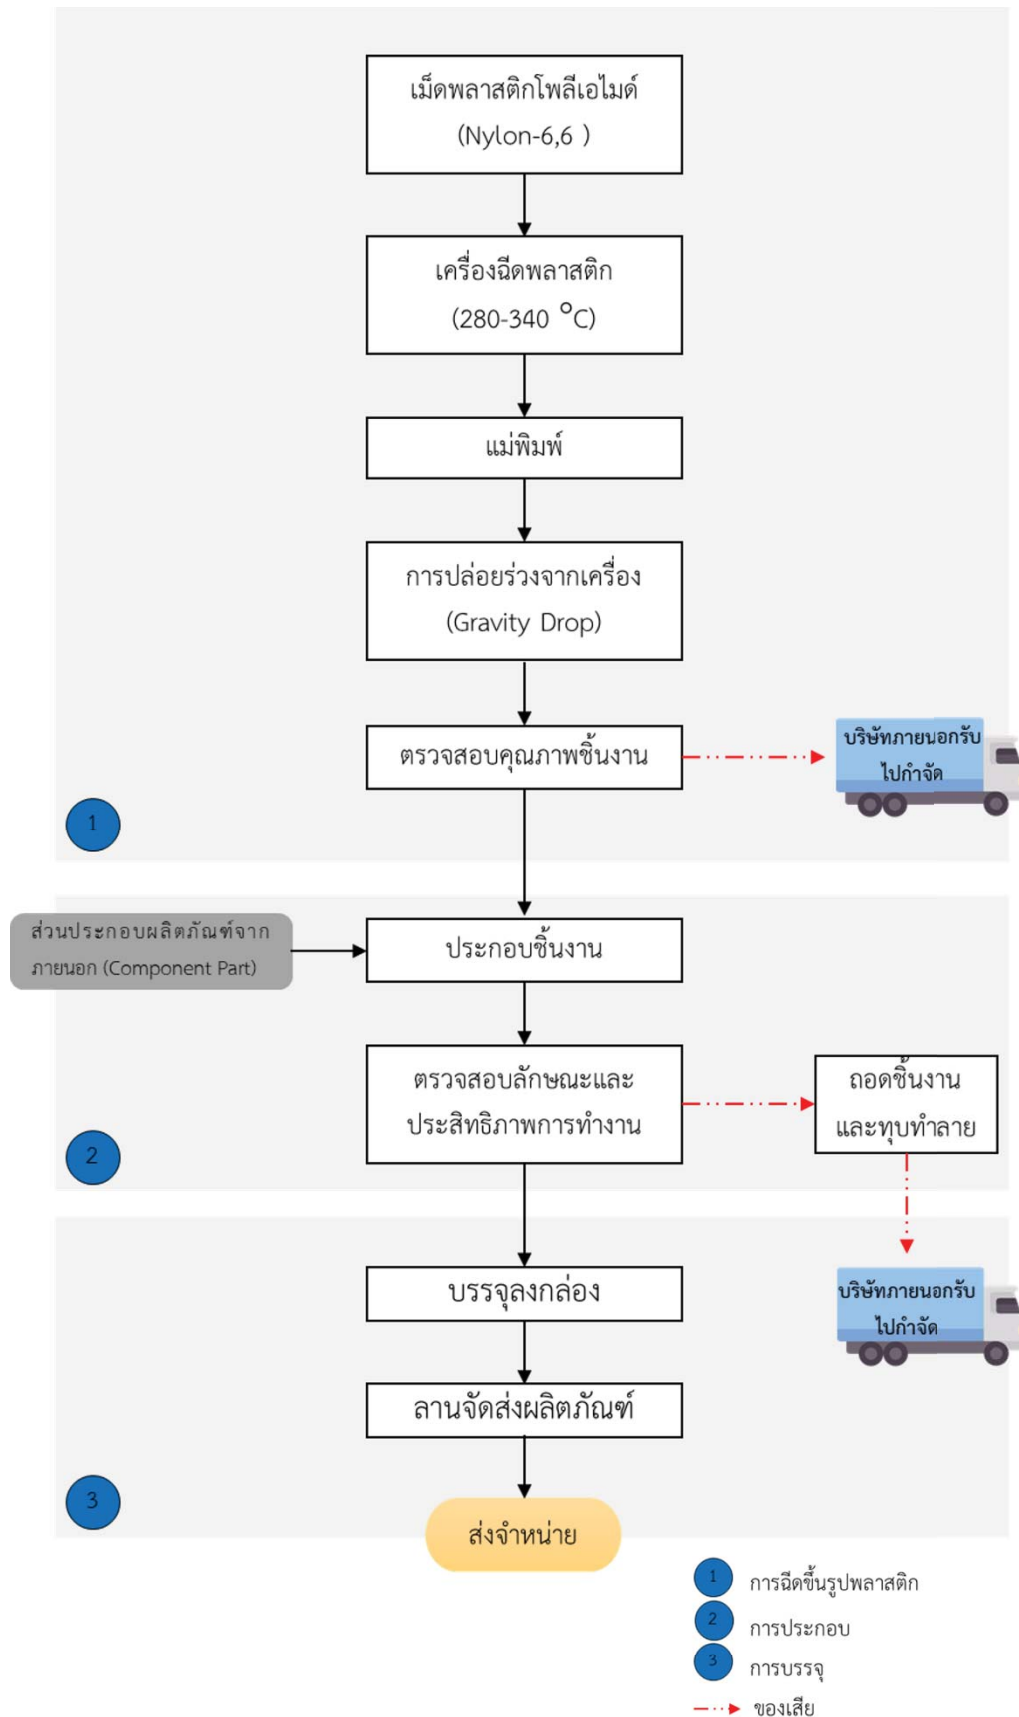 เม็ดพลาสติกโพลีเอไมด์
(Nylon-6,6 )
เครื่องฉีดพลาสติก
(280-340 °C)
แม่พิมพ์
การปล่อยร่วงจากเครื่อง
(Gravity Drop)
ตรวจสอบคุณภาพชิ้นงาน
บริษัทภายนอกรับ
ไปกำจัด
1
ส่วนประกอบผลิตภัณฑ์จาก
ภายนอก (Component Part)
ประกอบชิ้นงาน
ตรวจสอบลักษณะและ
ประสิทธิภาพการทำงาน
ถอดชิ้นงาน
และทุบทำลาย
2
บรรจุลงกล่อง
บริษัทภายนอกรับ
ไปกำจัด
ลานจัดส่งผลิตภัณฑ์
3
ส่งจำหน่าย
1 การฉีดขึ้นรูปพลาสติก
2 การประกอบ
3 การบรรจุ
ของเสีย